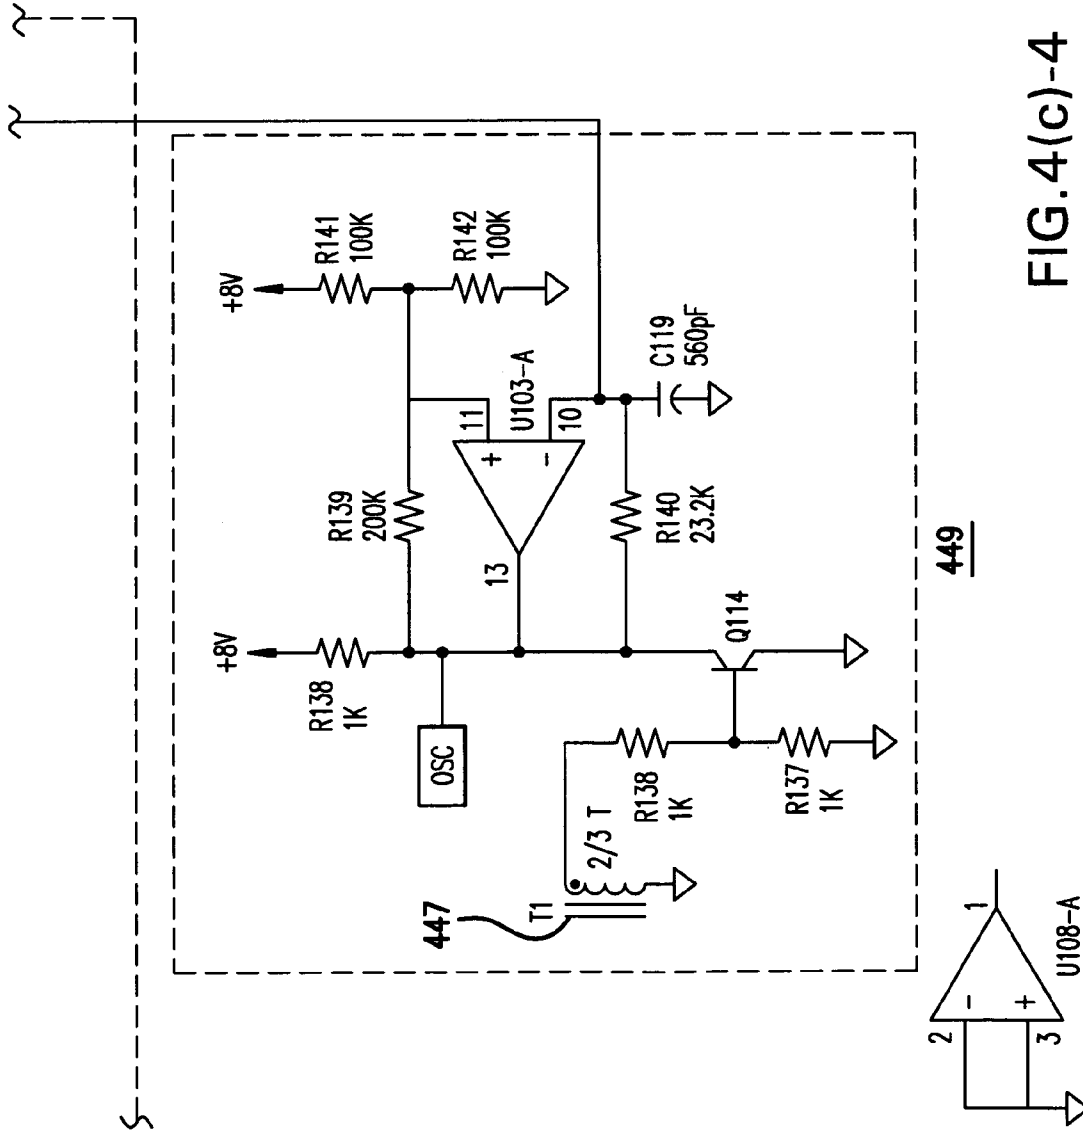 FIG.4(c)-4
+8V
R141
100K
R142
100K
+8V
R138
1K
R139
200K
U103-A
11
10
+
-
13
C119
560pF
R140
23.2K
OSC
Q114
R138
1K
R137
1K
447
T1
2/3 T
449
2
3
-
+
1
U108-A